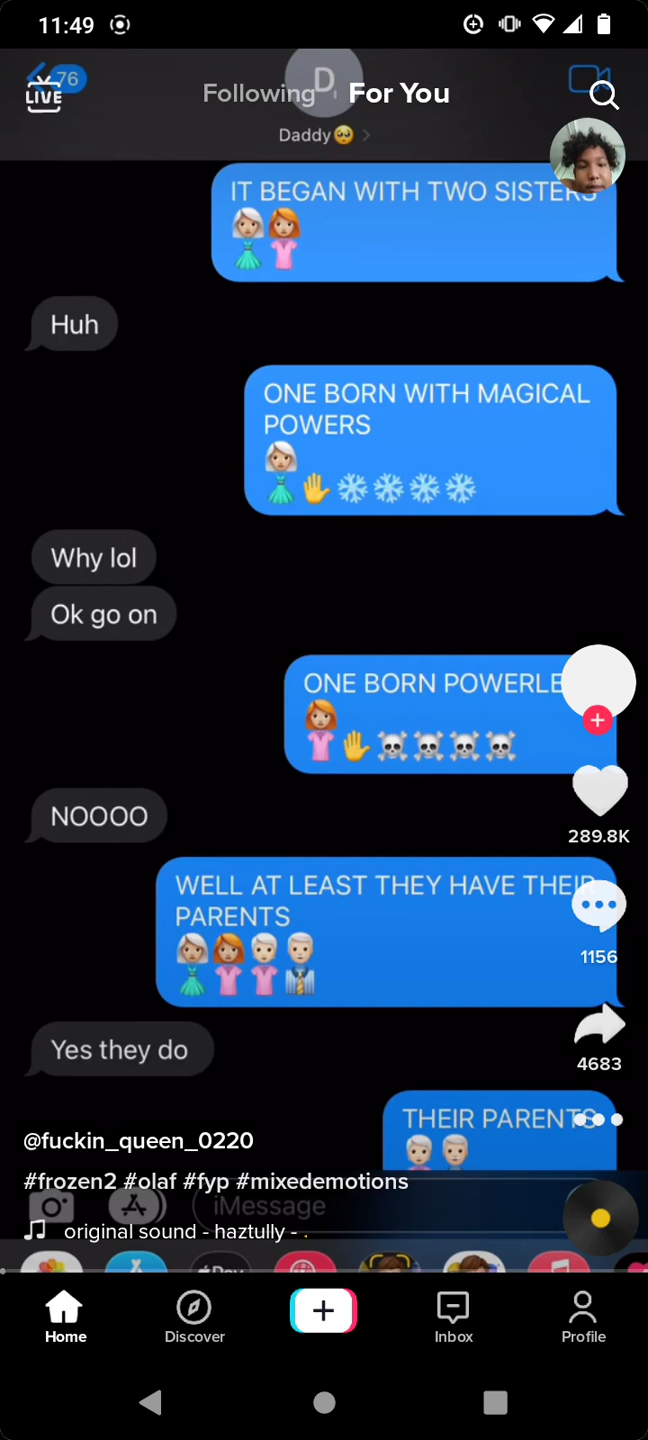 11:49
76
LIVE
Following
D
For You
Daddy🥺 >
IT BEGAN WITH TWO SISTERS
Huh
ONE BORN WITH MAGICAL
POWERS
Why lol
Ok go on
ONE BORN
NOOOO
289.8K
WELL AT LEAST THEY HAVE THEIR
PARENTS
1156
Yes they do
4683
THEIR PARENTS
@fuckin_queen_0220
#frozen2 #olaf #fyp #mixedemotions
iMessage
original sound - haztully - .
Home
Discover
Inbox
Profile